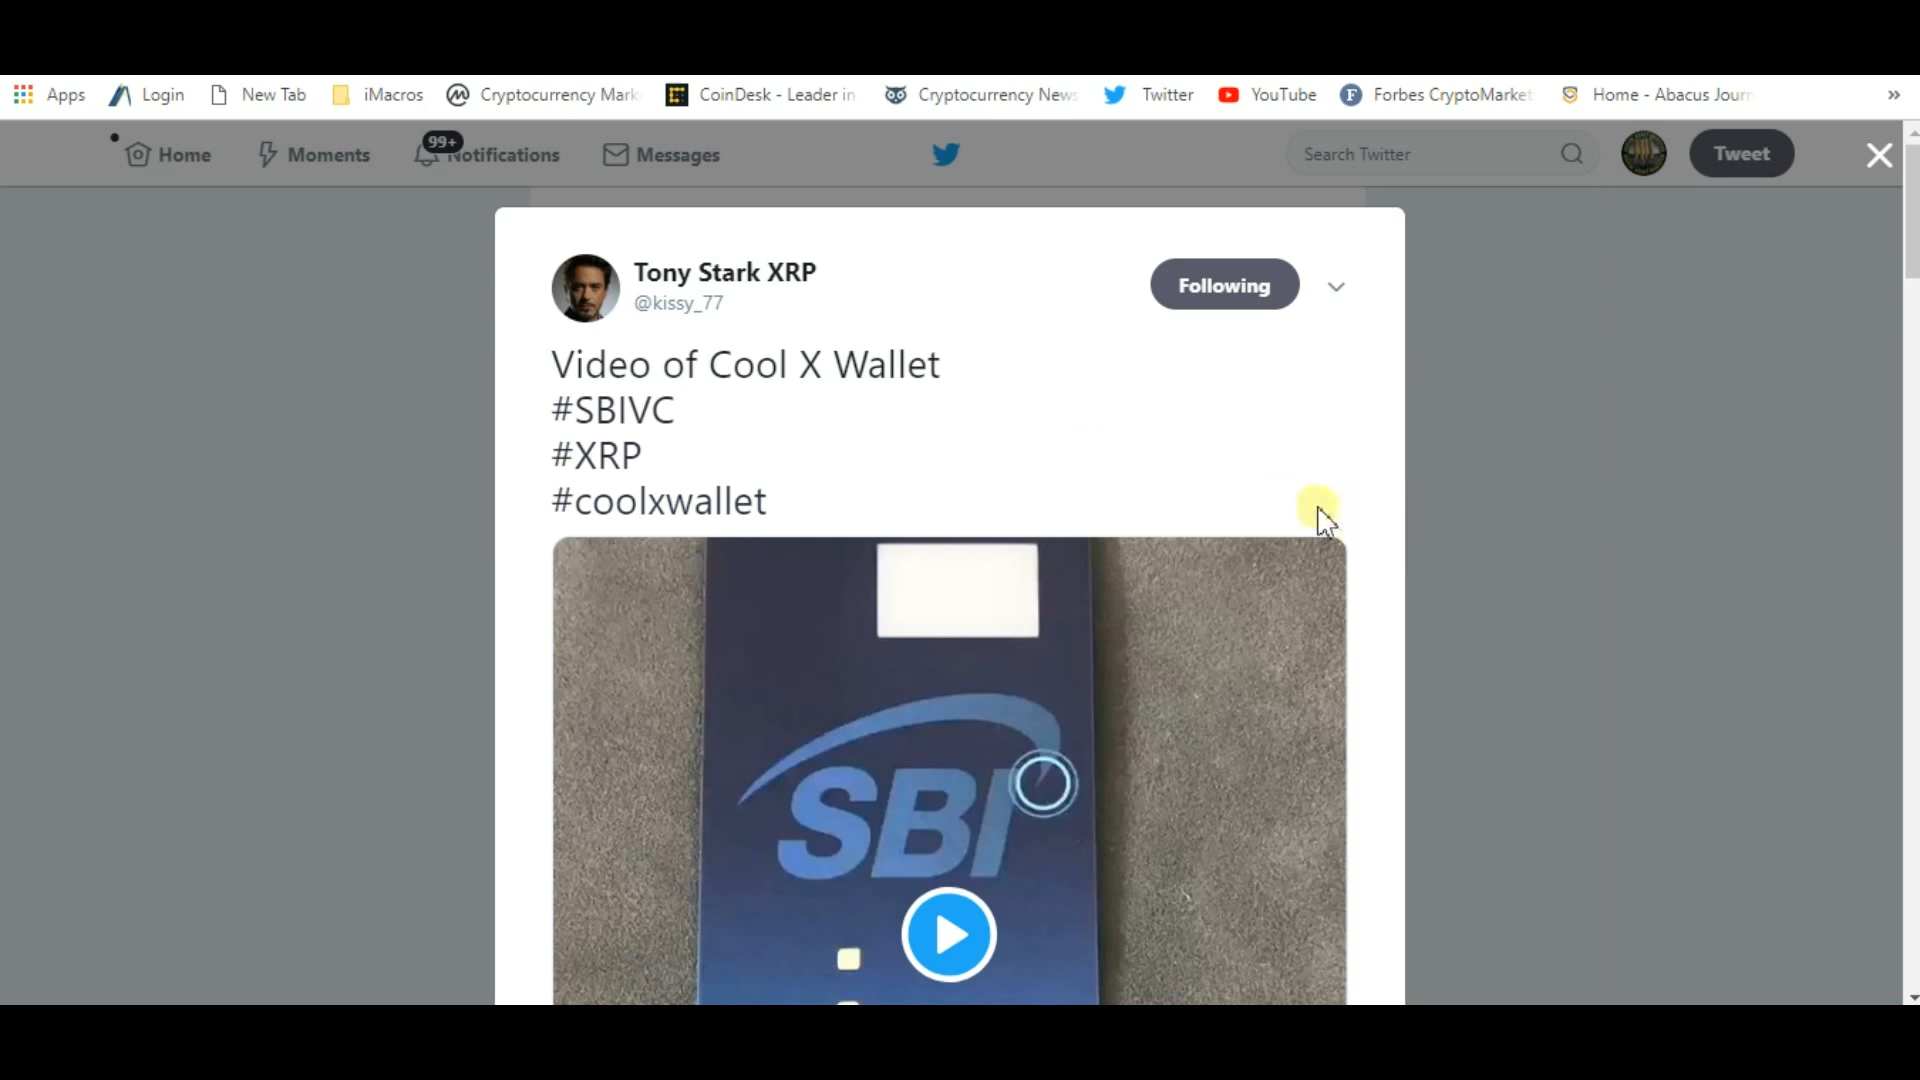 Apps Login New Tab iMacros Cryptocurrency Mark CoinDesk - Leader in Cryptocurrency News Twitter YouTube Forbes CryptoMarket Home - Abacus Journ »
Home Moments 99+ Notifications Messages Search Twitter Tweet
Tony Stark XRP Following
@kissy_77
Video of Cool X Wallet
#SBIVC
#XRP
#coolxwallet
SBI